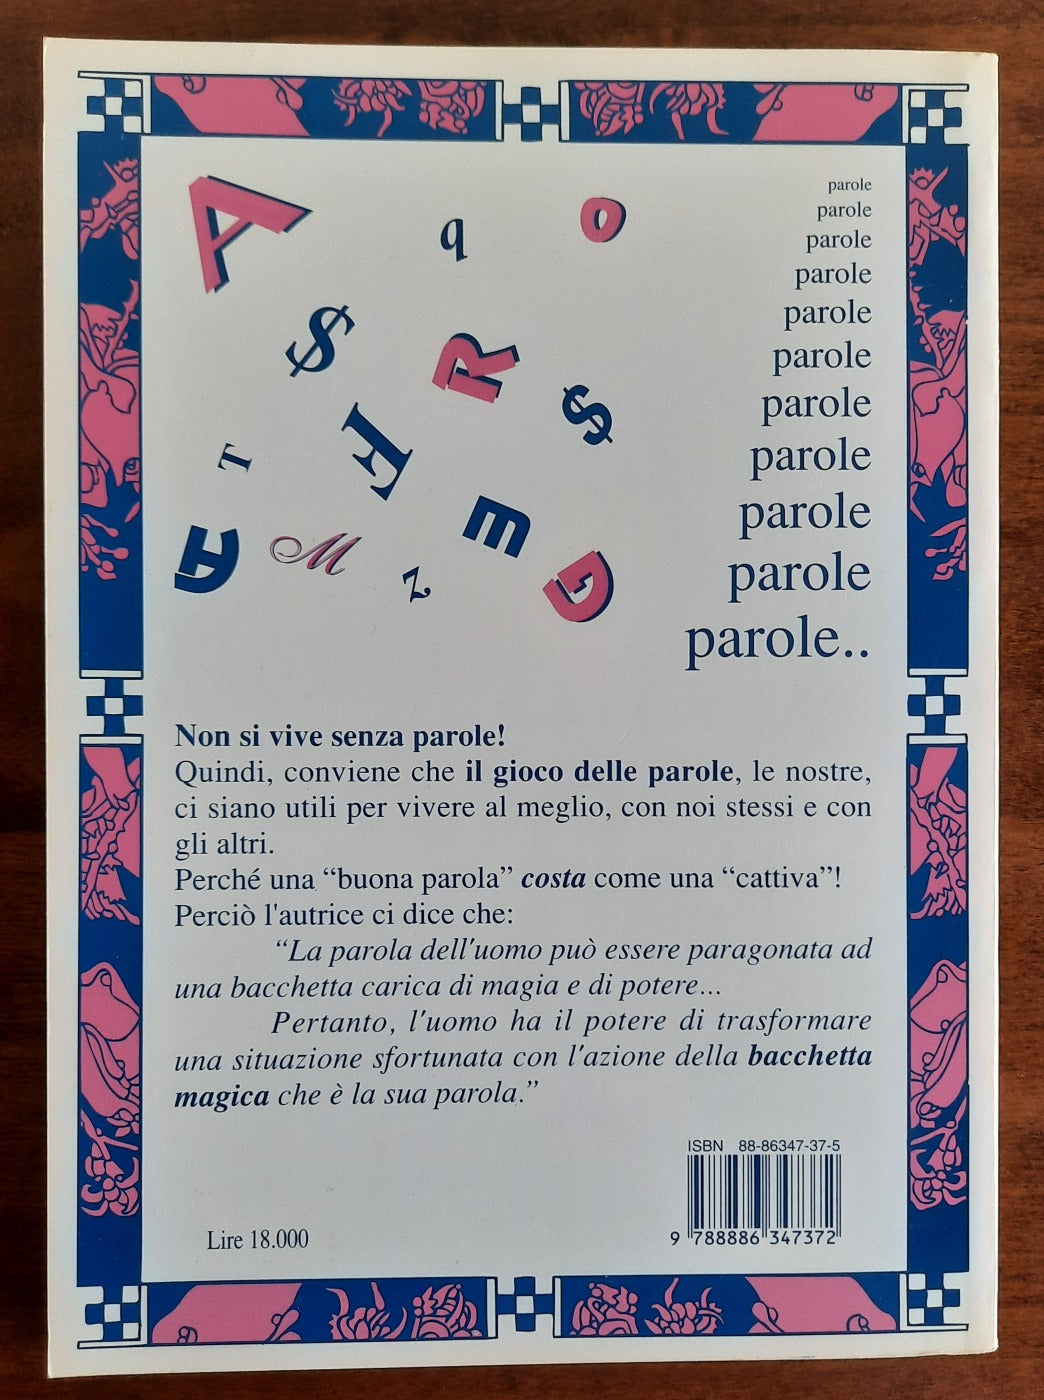 A q o
$ R $
T F
A M z E G
parole
parole
parole
parole
parole
parole
parole
parole
parole
parole
parole..
Non si vive senza parole!
Quindi, conviene che il gioco delle parole, le nostre,
ci siano utili per vivere al meglio, con noi stessi e con
gli altri.
Perché una “buona parola” costa come una “cattiva”!
Perciò l'autrice ci dice che:
“La parola dell'uomo può essere paragonata ad
una bacchetta carica di magia e di potere...
Pertanto, l'uomo ha il potere di trasformare
una situazione sfortunata con l'azione della bacchetta
magica che è la sua parola.”
ISBN 88-86347-37-5
9 788886 347372
Lire 18.000